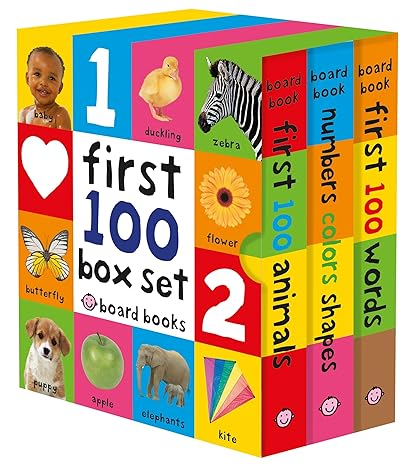 baby
1
duckling
zebra
first
100
box set
board books
flower
butterfly
2
puppy
apple
elephants
kite
board
book
first 100 animals
board
book
numbers colors shapes
board
book
first 100 words